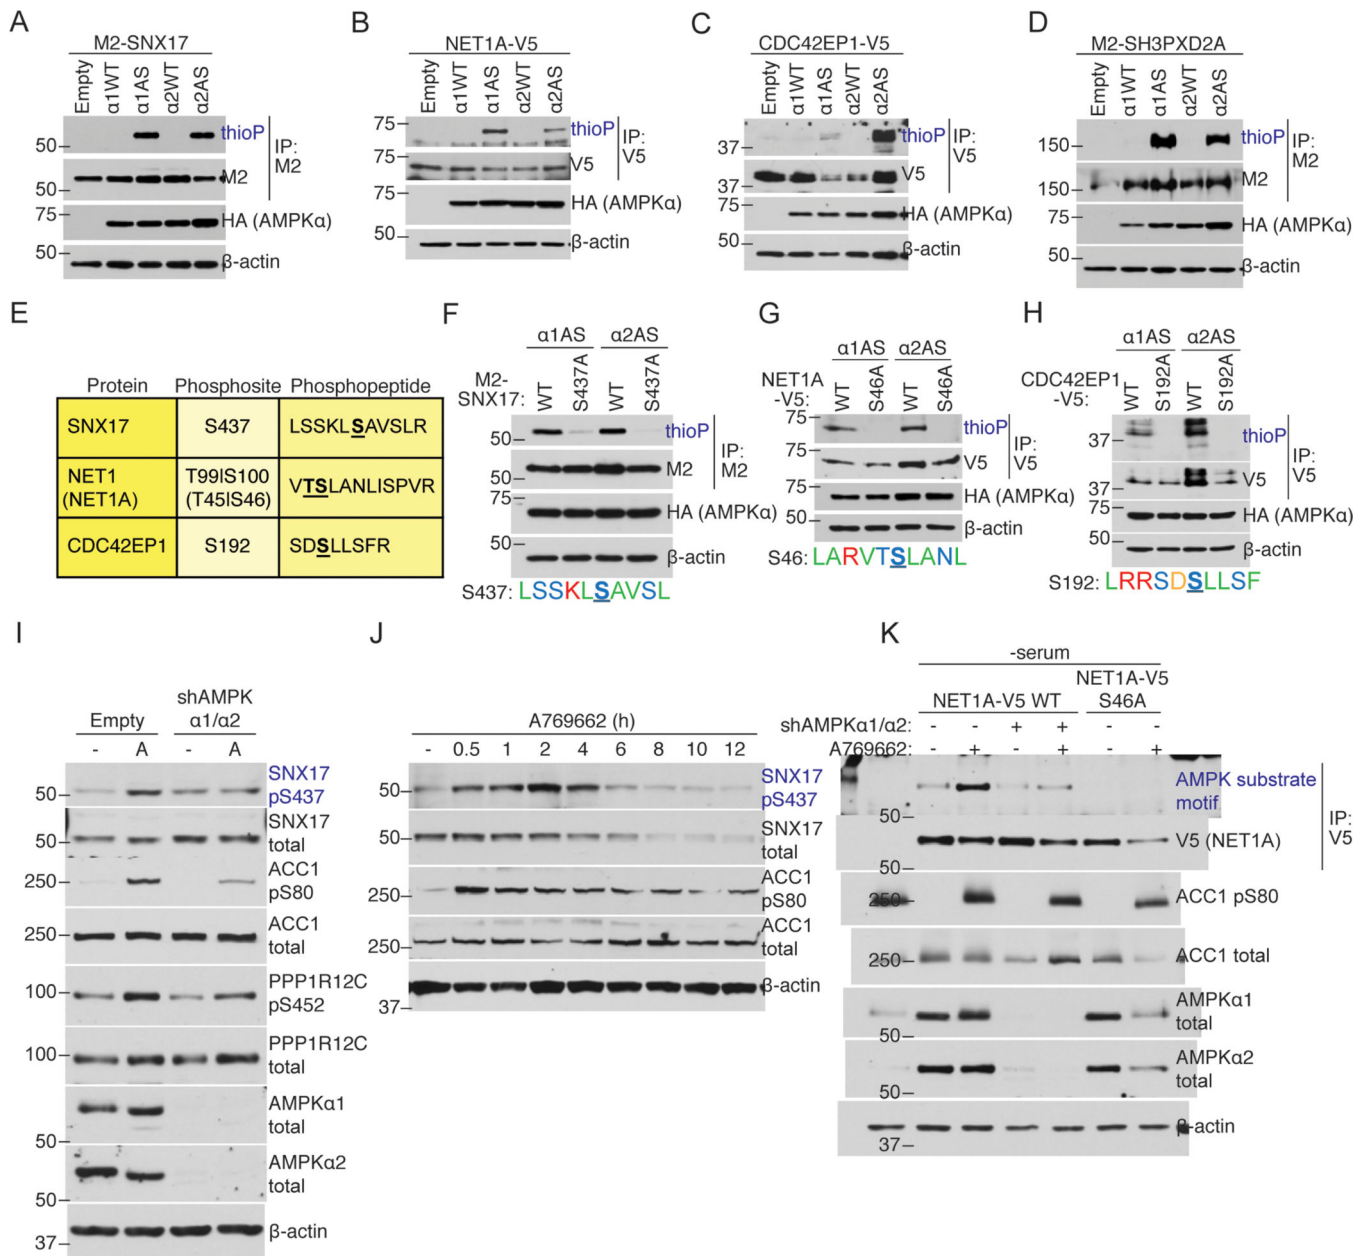 A
M2-SNX17
Empty
α1WT
α1AS
α2WT
α2AS
50
thioP
50
M2
IP:
M2
75
HA (AMPKα)
50
β-actin
B
NET1A-V5
Empty
α1WT
α1AS
α2WT
α2AS
75
thioP
75
V5
IP:
V5
HA (AMPKα)
50
β-actin
C
CDC42EP1-V5
Empty
α1WT
α1AS
α2WT
α2AS
37
thioP
37
V5
IP:
V5
75
HA (AMPKα)
50
β-actin
D
M2-SH3PXD2A
Empty
α1WT
α1AS
α2WT
α2AS
150
thioP
150
M2
IP:
M2
75
HA (AMPKα)
50
β-actin
E
Protein Phosphosite Phosphopeptide
SNX17 S437 LSSKLSAVSLR
NET1
(NET1A)
T99IS100
(T45IS46)
VTSLANLISPVR
CDC42EP1 S192 SDSLLSFR
F
α1AS α2AS
M2-
SNX17:
WT
S437A
WT
S437A
50
thioP
50
M2
IP:
M2
75
HA (AMPKα)
50
β-actin
S437: LSSKLSAVSL
G
α1AS α2AS
NET1A
-V5:
WT
S46A
WT
S46A
75
thioP
75
V5
IP:
V5
75
HA (AMPKα)
50
β-actin
S46: LARVTSLANL
H
α1AS α2AS
CDC42EP1
-V5:
WT
S192A
WT
S192A
37
thioP
37
V5
IP:
V5
75
HA (AMPKα)
50
β-actin
S192: LRRSDSLLSF
I
shAMPK
Empty α1/α2
- A - A
50
SNX17
pS437
50
SNX17
total
250
ACC1
pS80
250
ACC1
total
100
PPP1R12C
pS452
100
PPP1R12C
total
AMPKα1
total
50
AMPKα2
total
50
β-actin
37
J
A769662 (h)
- 0.5 1 2 4 6 8 10 12
50
SNX17
pS437
50
SNX17
total
250
ACC1
pS80
250
ACC1
total
β-actin
37
K
-serum
NET1A-V5 WT
NET1A-V5
S46A
shAMPKα1/α2: - - + + - -
A769662: - + - + - +
AMPK substrate
motif
50
V5 (NET1A)
50
IP:
V5
250
ACC1 pS80
250
ACC1 total
AMPKα1
total
50
AMPKα2
total
50
β-actin
37